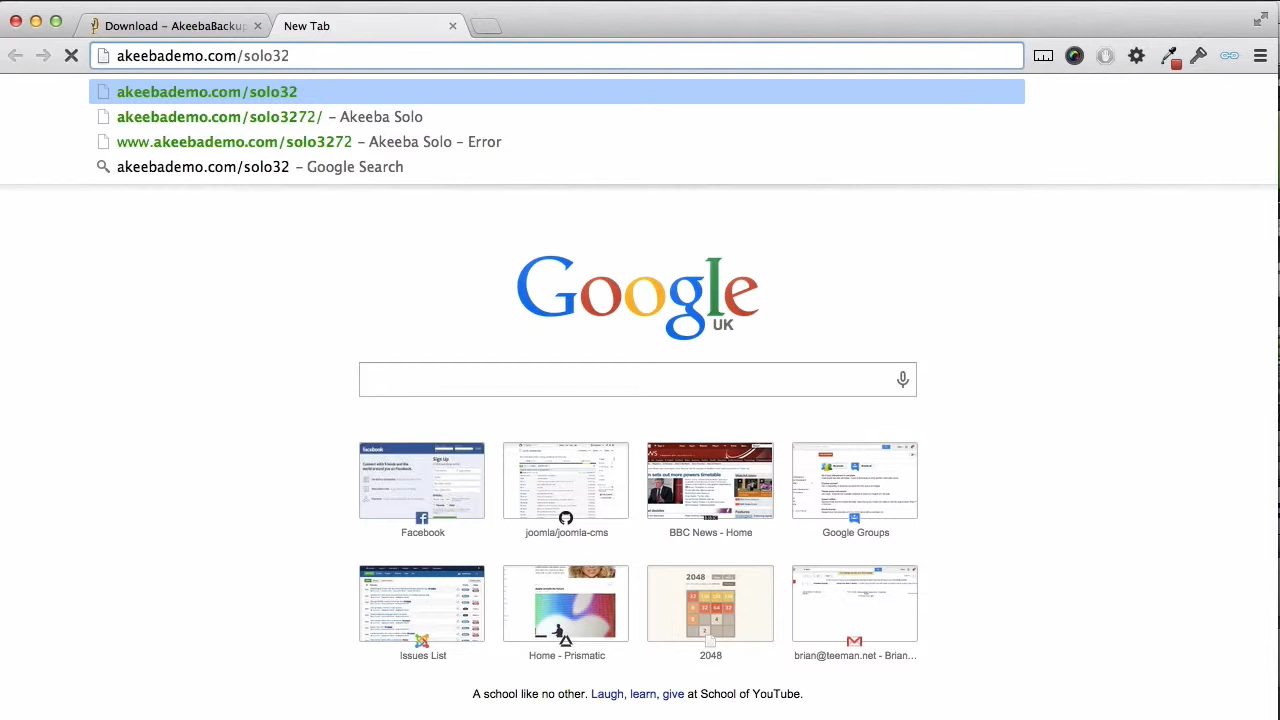 Download – AkeebaBackup
New Tab
akeebademo.com/solo32
akeebademo.com/solo32
akeebademo.com/solo3272/ – Akeeba Solo
www.akeebademo.com/solo3272 – Akeeba Solo – Error
akeebademo.com/solo32 – Google Search
Google
UK
Facebook
joomla/joomla-cms
BBC News - Home
Google Groups
Issues List
Home - Prismatic
2048
2048
brian@teeman.net - Brian...
A school like no other. Laugh, learn, give at School of YouTube.